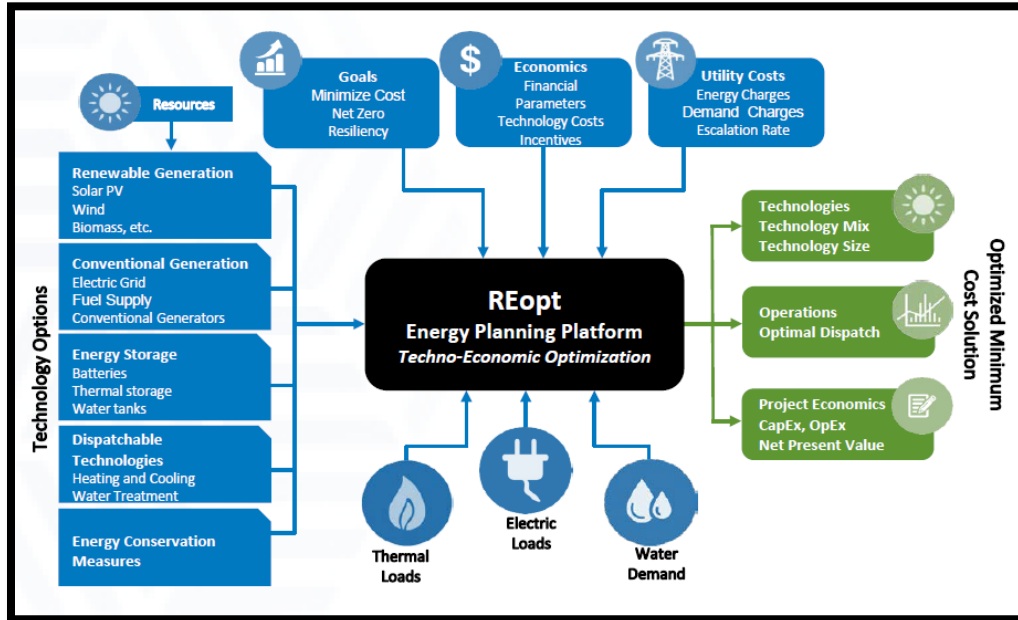 Resources
Goals
Minimize Cost
Net Zero
Resiliency
$
Economics
Financial
Parameters
Technology Costs
Incentives
Utility Costs
Energy Charges
Demand Charges
Escalation Rate
Technology Options
Renewable Generation
Solar PV
Wind
Biomass, etc.
Conventional Generation
Electric Grid
Fuel Supply
Conventional Generators
Energy Storage
Batteries
Thermal storage
Water tanks
Dispatchable
Technologies
Heating and Cooling
Water Treatment
Energy Conservation
Measures
REopt
Energy Planning Platform
Techno-Economic Optimization
Thermal
Loads
Electric
Loads
Water
Demand
Technologies
Technology Mix
Technology Size
Operations
Optimal Dispatch
Project Economics
CapEx, OpEx
Net Present Value
Optimized Minimum
Cost Solution